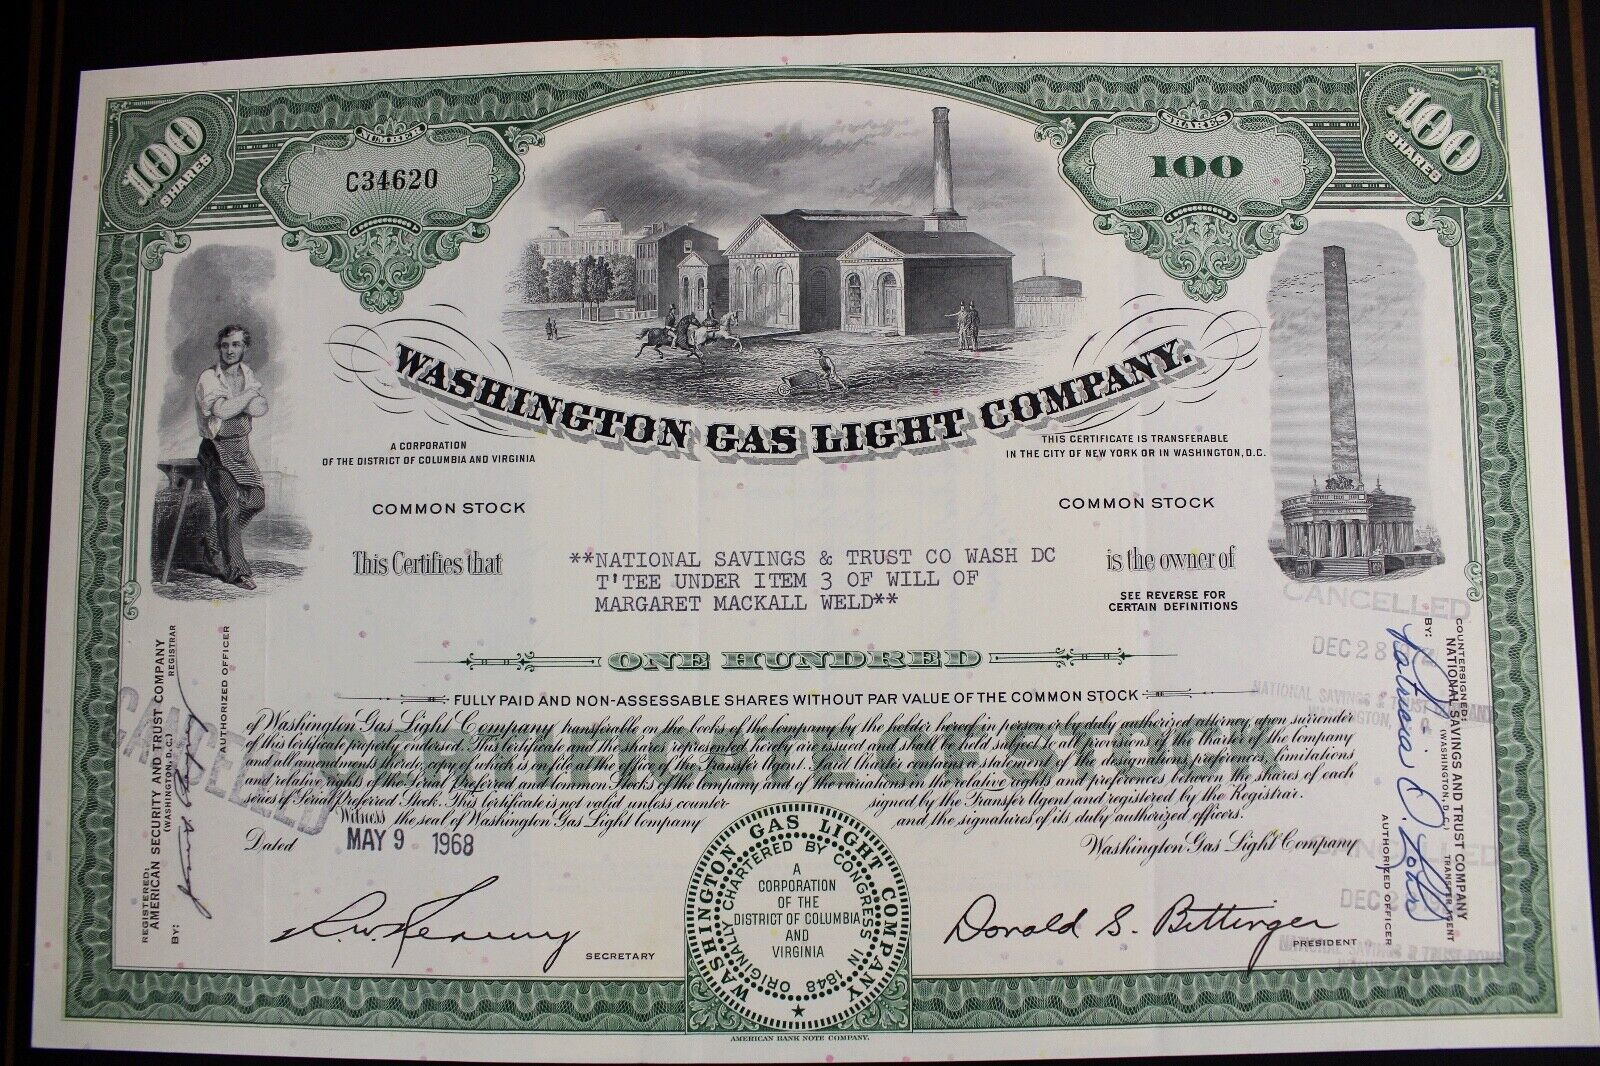 100 SHARES
NUMBER
C34620
SHARES
100
100 SHARES
WASHINGTON GAS LIGHT COMPANY.
A CORPORATION
OF THE DISTRICT OF COLUMBIA AND VIRGINIA
THIS CERTIFICATE IS TRANSFERABLE
IN THE CITY OF NEW YORK OR IN WASHINGTON, D.C.
COMMON STOCK
COMMON STOCK
This Certifies that
**NATIONAL SAVINGS & TRUST CO WASH DC
T'TEE UNDER ITEM 3 OF WILL OF
MARGARET MACKALL WELD**
is the owner of
SEE REVERSE FOR
CERTAIN DEFINITIONS
CANCELLED
DEC 28
NATIONAL SAVINGS & TRUST
WASHINGTON,
ONE HUNDRED
FULLY PAID AND NON-ASSESSABLE SHARES WITHOUT PAR VALUE OF THE COMMON STOCK
of Washington Gas Light Company transferable on the books of the company by the holder hereof in person or by duly authorized attorney, upon surrender
of this certificate properly endorsed. This certificate and the shares represented hereby are issued and shall be held subject to all provisions of the Charter of the company
and all amendments thereto, copy of which is on file at the office of the Transfer Agent. Said Charter contains a statement of the designations, preferences, limitations
and relative rights of the Serial Preferred and Common Stocks of the Company and of the variations in the relative rights and preferences between the shares of each
series of Serial Preferred Stock. This certificate is not valid unless countersigned by the Transfer Agent and registered by the Registrar.
Witness the seal of Washington Gas Light Company and the signatures of its duly authorized officers.
Dated MAY 9 1968
Washington Gas Light Company
CANCELLED
REGISTERED:
AMERICAN SECURITY AND TRUST COMPANY
(WASHINGTON, D.C.) REGISTRAR
BY:
AUTHORIZED OFFICER
COUNTERSIGNED:
NATIONAL SAVINGS AND TRUST COMPANY
(WASHINGTON, D.C.) TRANSFER AGENT
BY:
AUTHORIZED OFFICER
CANCELLED
DEC 28
NATIONAL SAVINGS & TRUST
SECRETARY
Donald S. Bittinger
PRESIDENT
WASHINGTON GAS LIGHT COMPANY
ORIGINALLY CHARTERED BY CONGRESS IN 1848
A
CORPORATION
OF THE
DISTRICT OF COLUMBIA
AND
VIRGINIA
AMERICAN BANK NOTE COMPANY.